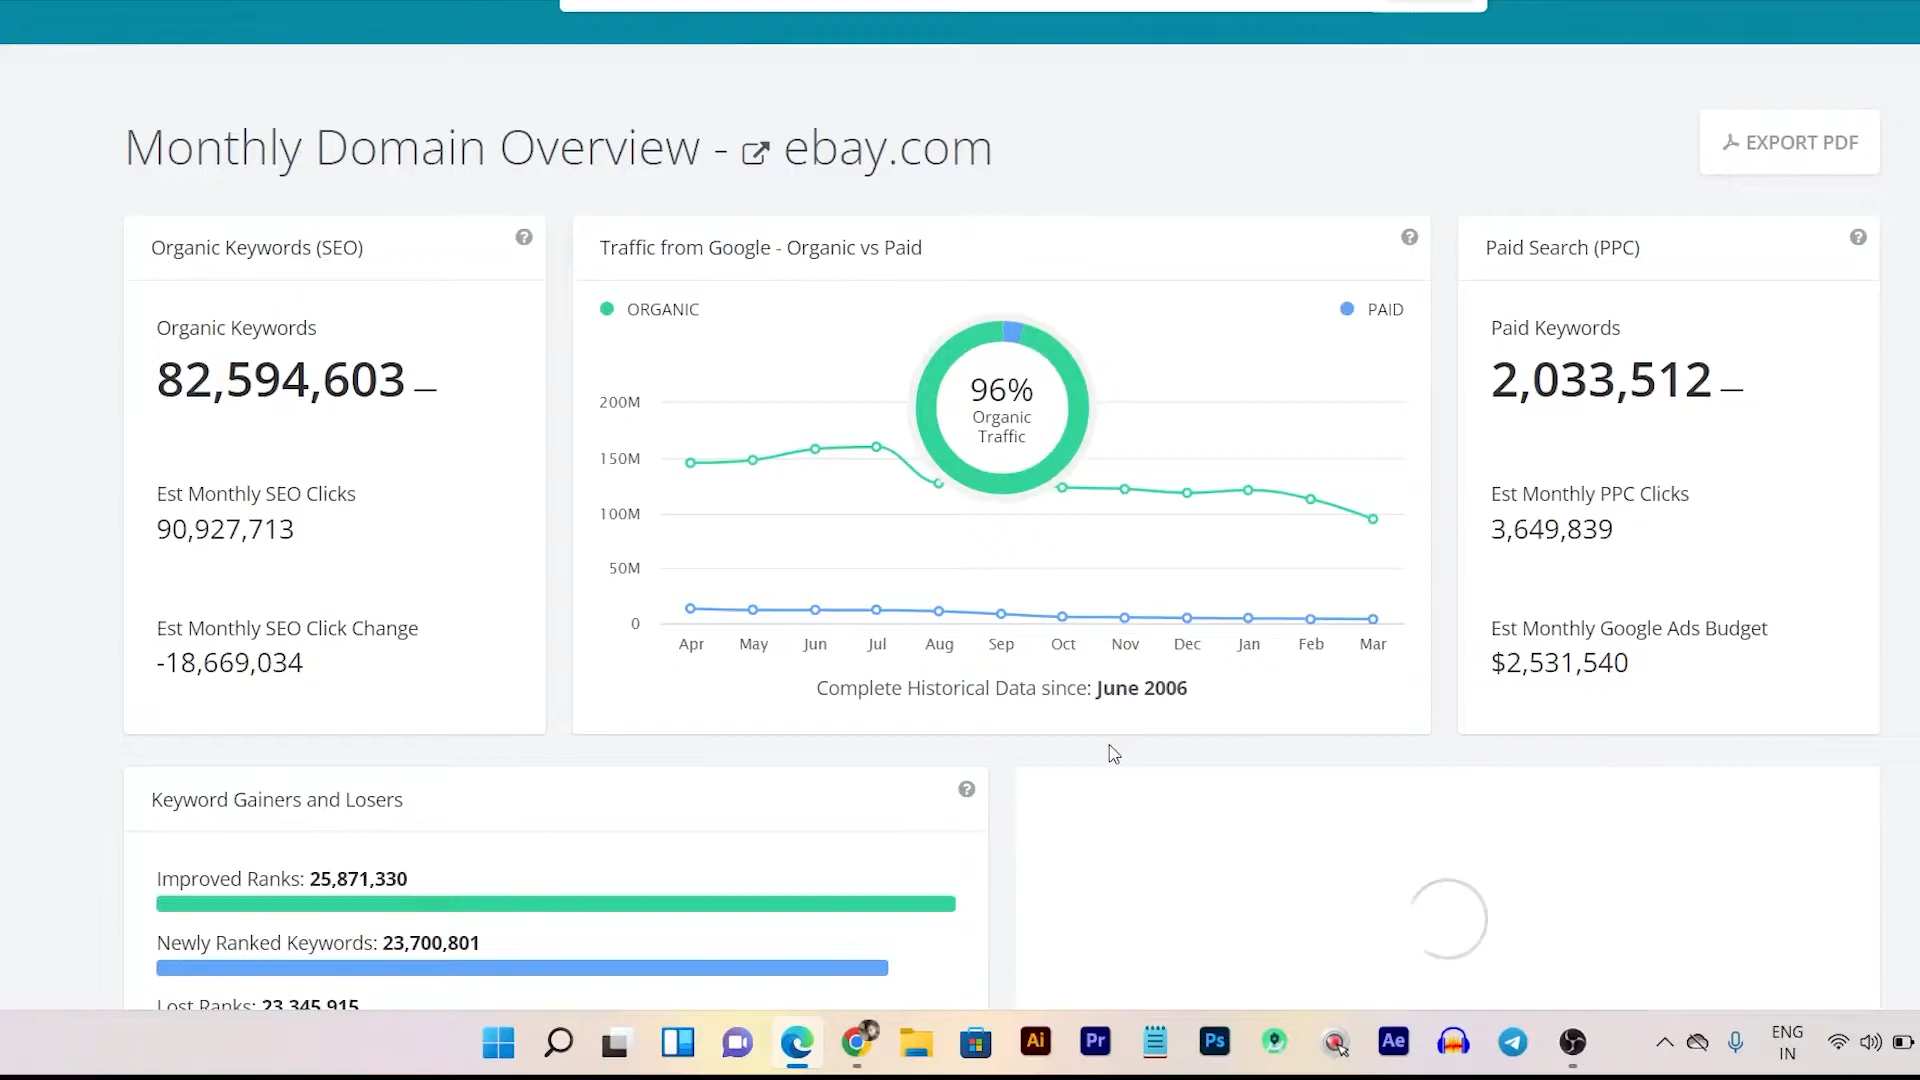 Monthly Domain Overview - ebay.com
EXPORT PDF
Organic Keywords (SEO)
Organic Keywords
82,594,603 —
Est Monthly SEO Clicks
90,927,713
Est Monthly SEO Click Change
-18,669,034
Traffic from Google - Organic vs Paid
ORGANIC
PAID
96%
Organic
Traffic
200M
150M
100M
50M
0
Apr May Jun Jul Aug Sep Oct Nov Dec Jan Feb Mar
Complete Historical Data since: June 2006
Paid Search (PPC)
Paid Keywords
2,033,512 —
Est Monthly PPC Clicks
3,649,839
Est Monthly Google Ads Budget
$2,531,540
Keyword Gainers and Losers
Improved Ranks: 25,871,330
Newly Ranked Keywords: 23,700,801
Lost Ranks: 23,345,915
Ai
Pr
Ps
Ae
ENG
IN